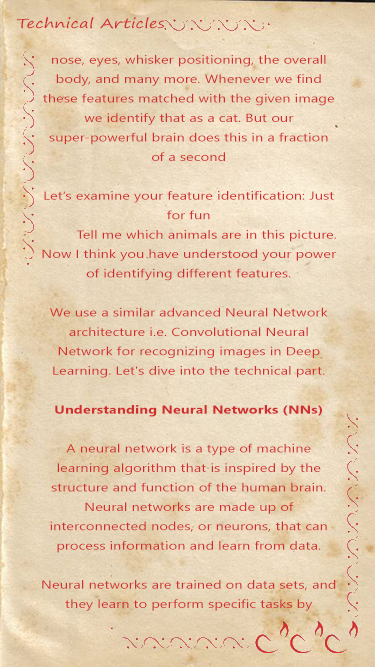 Technical Articles
nose, eyes, whisker positioning, the overall
body, and many more. Whenever we find
these features matched with the given image
we identify that as a cat. But our
super-powerful brain does this in a fraction
of a second
Let's examine your feature identification: Just
for fun
Tell me which animals are in this picture.
Now I think you have understood your power
of identifying different features.
We use a similar advanced Neural Network
architecture i.e. Convolutional Neural
Network for recognizing images in Deep
Learning. Let's dive into the technical part.
Understanding Neural Networks (NNs)
A neural network is a type of machine
learning algorithm that is inspired by the
structure and function of the human brain.
Neural networks are made up of
interconnected nodes, or neurons, that can
process information and learn from data.
Neural networks are trained on data sets, and
they learn to perform specific tasks by